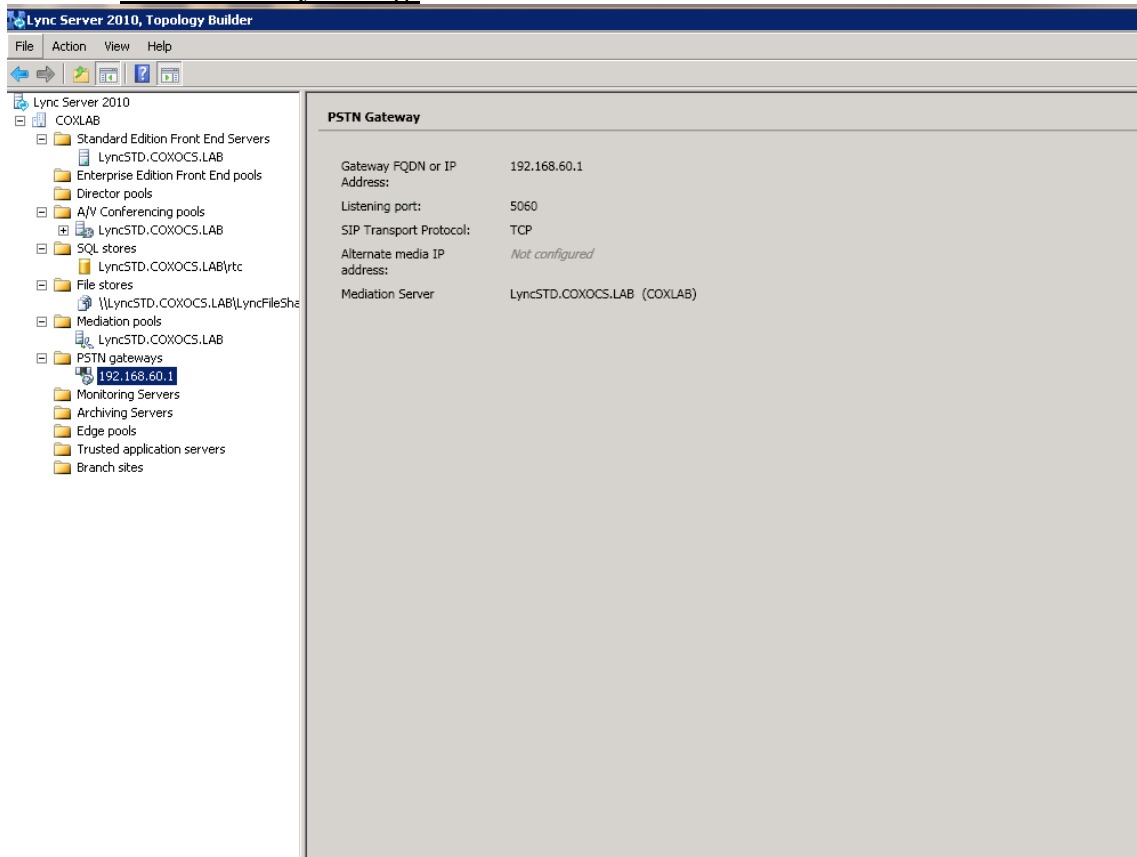 Lync Server 2010, Topology Builder
File Action View Help
Lync Server 2010
COXLAB
Standard Edition Front End Servers
LyncSTD.COXOCS.LAB
Enterprise Edition Front End pools
Director pools
A/V Conferencing pools
LyncSTD.COXOCS.LAB
SQL stores
LyncSTD.COXOCS.LAB\rtc
File stores
\\LyncSTD.COXOCS.LAB\LyncFileSha
Mediation pools
LyncSTD.COXOCS.LAB
PSTN gateways
192.168.60.1
Monitoring Servers
Archiving Servers
Edge pools
Trusted application servers
Branch sites
PSTN Gateway
Gateway FQDN or IP 192.168.60.1
Address:
Listening port: 5060
SIP Transport Protocol: TCP
Alternate media IP Not configured
address:
Mediation Server LyncSTD.COXOCS.LAB (COXLAB)